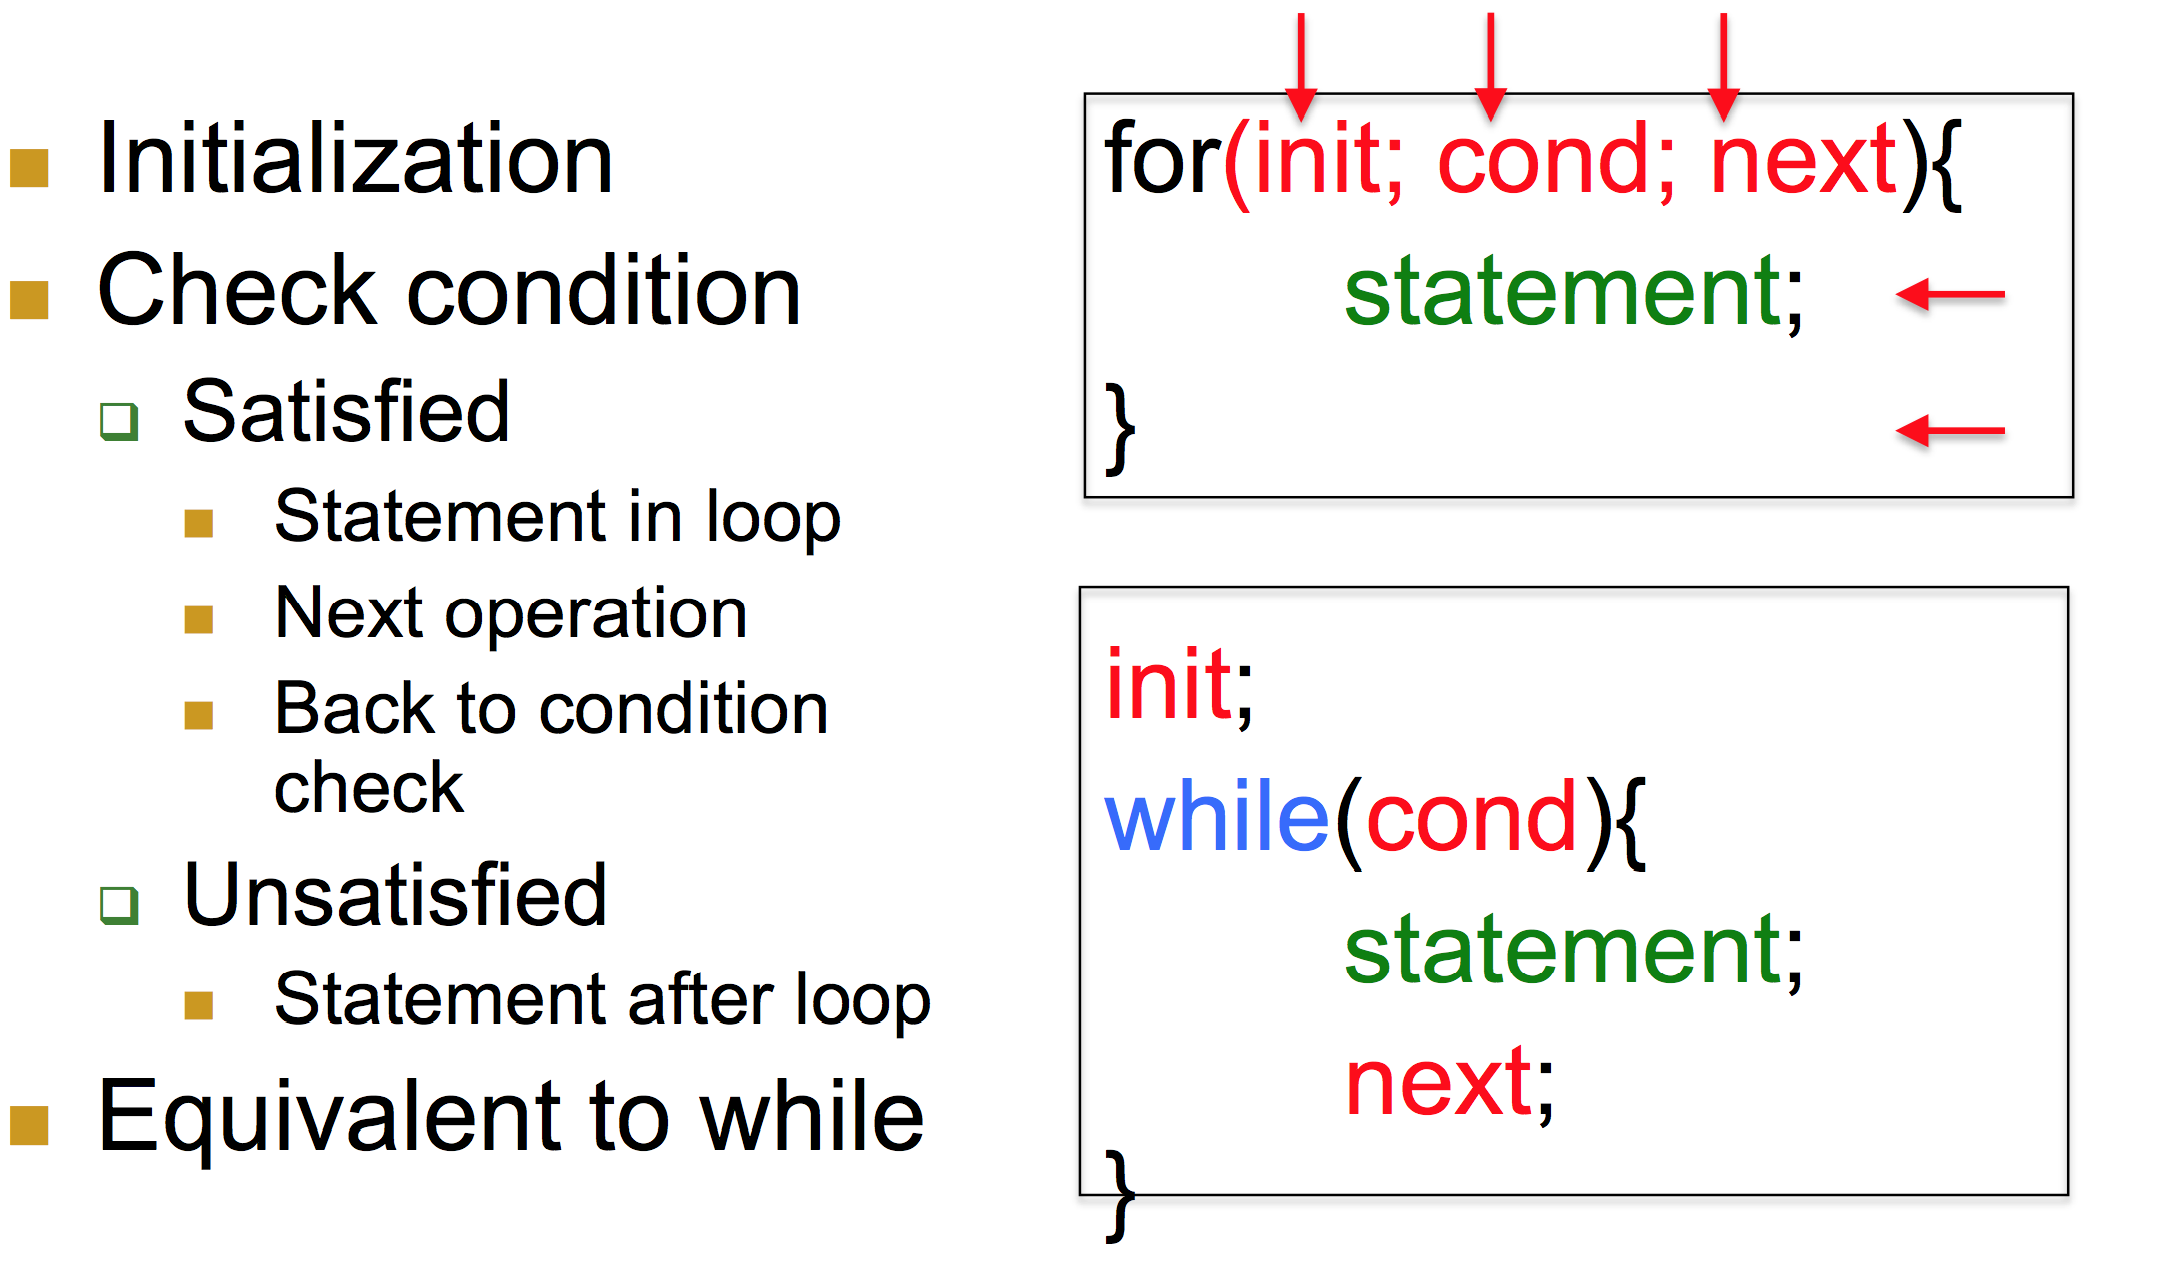 Initialization
Check condition
Satisfied
Statement in loop
Next operation
Back to condition
check
Unsatisfied
Statement after loop
Equivalent to while
for(init; cond; next){
statement;
}
init;
while(cond){
statement;
next;
}